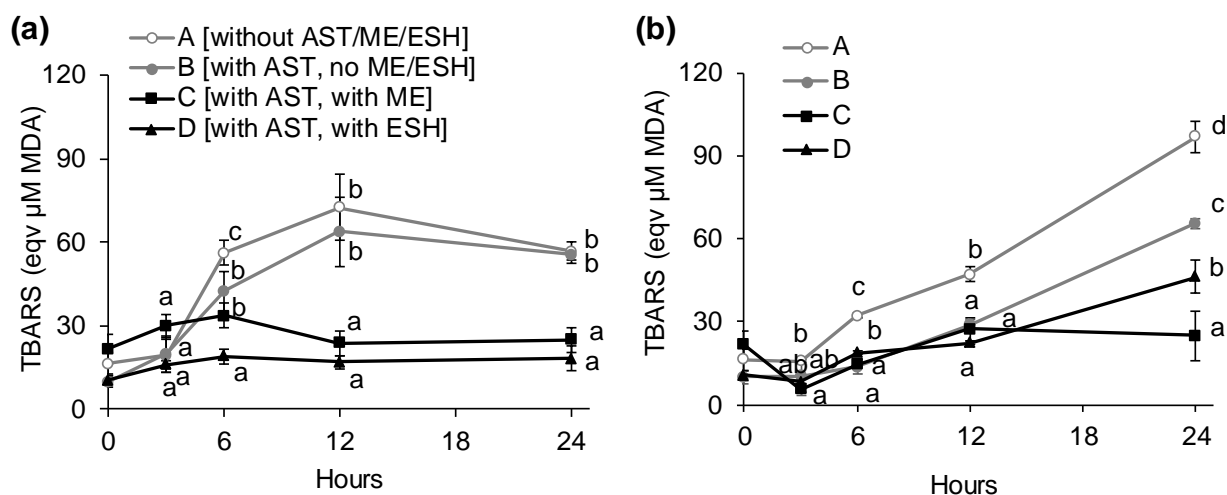 (a)
A [without AST/ME/ESH]
B [with AST, no ME/ESH]
C [with AST, with ME]
D [with AST, with ESH]
TBARS (eqv µM MDA)
120
90
60
30
0
a
a
a
a
c
b
b
a
b
b
a
a
b
b
a
a
0 6 12 18 24
Hours
(b)
A
B
C
D
TBARS (eqv µM MDA)
120
90
60
30
0
b
ab
ab
a
c
b
a
a
b
a
a
a
d
c
b
a
0 6 12 18 24
Hours